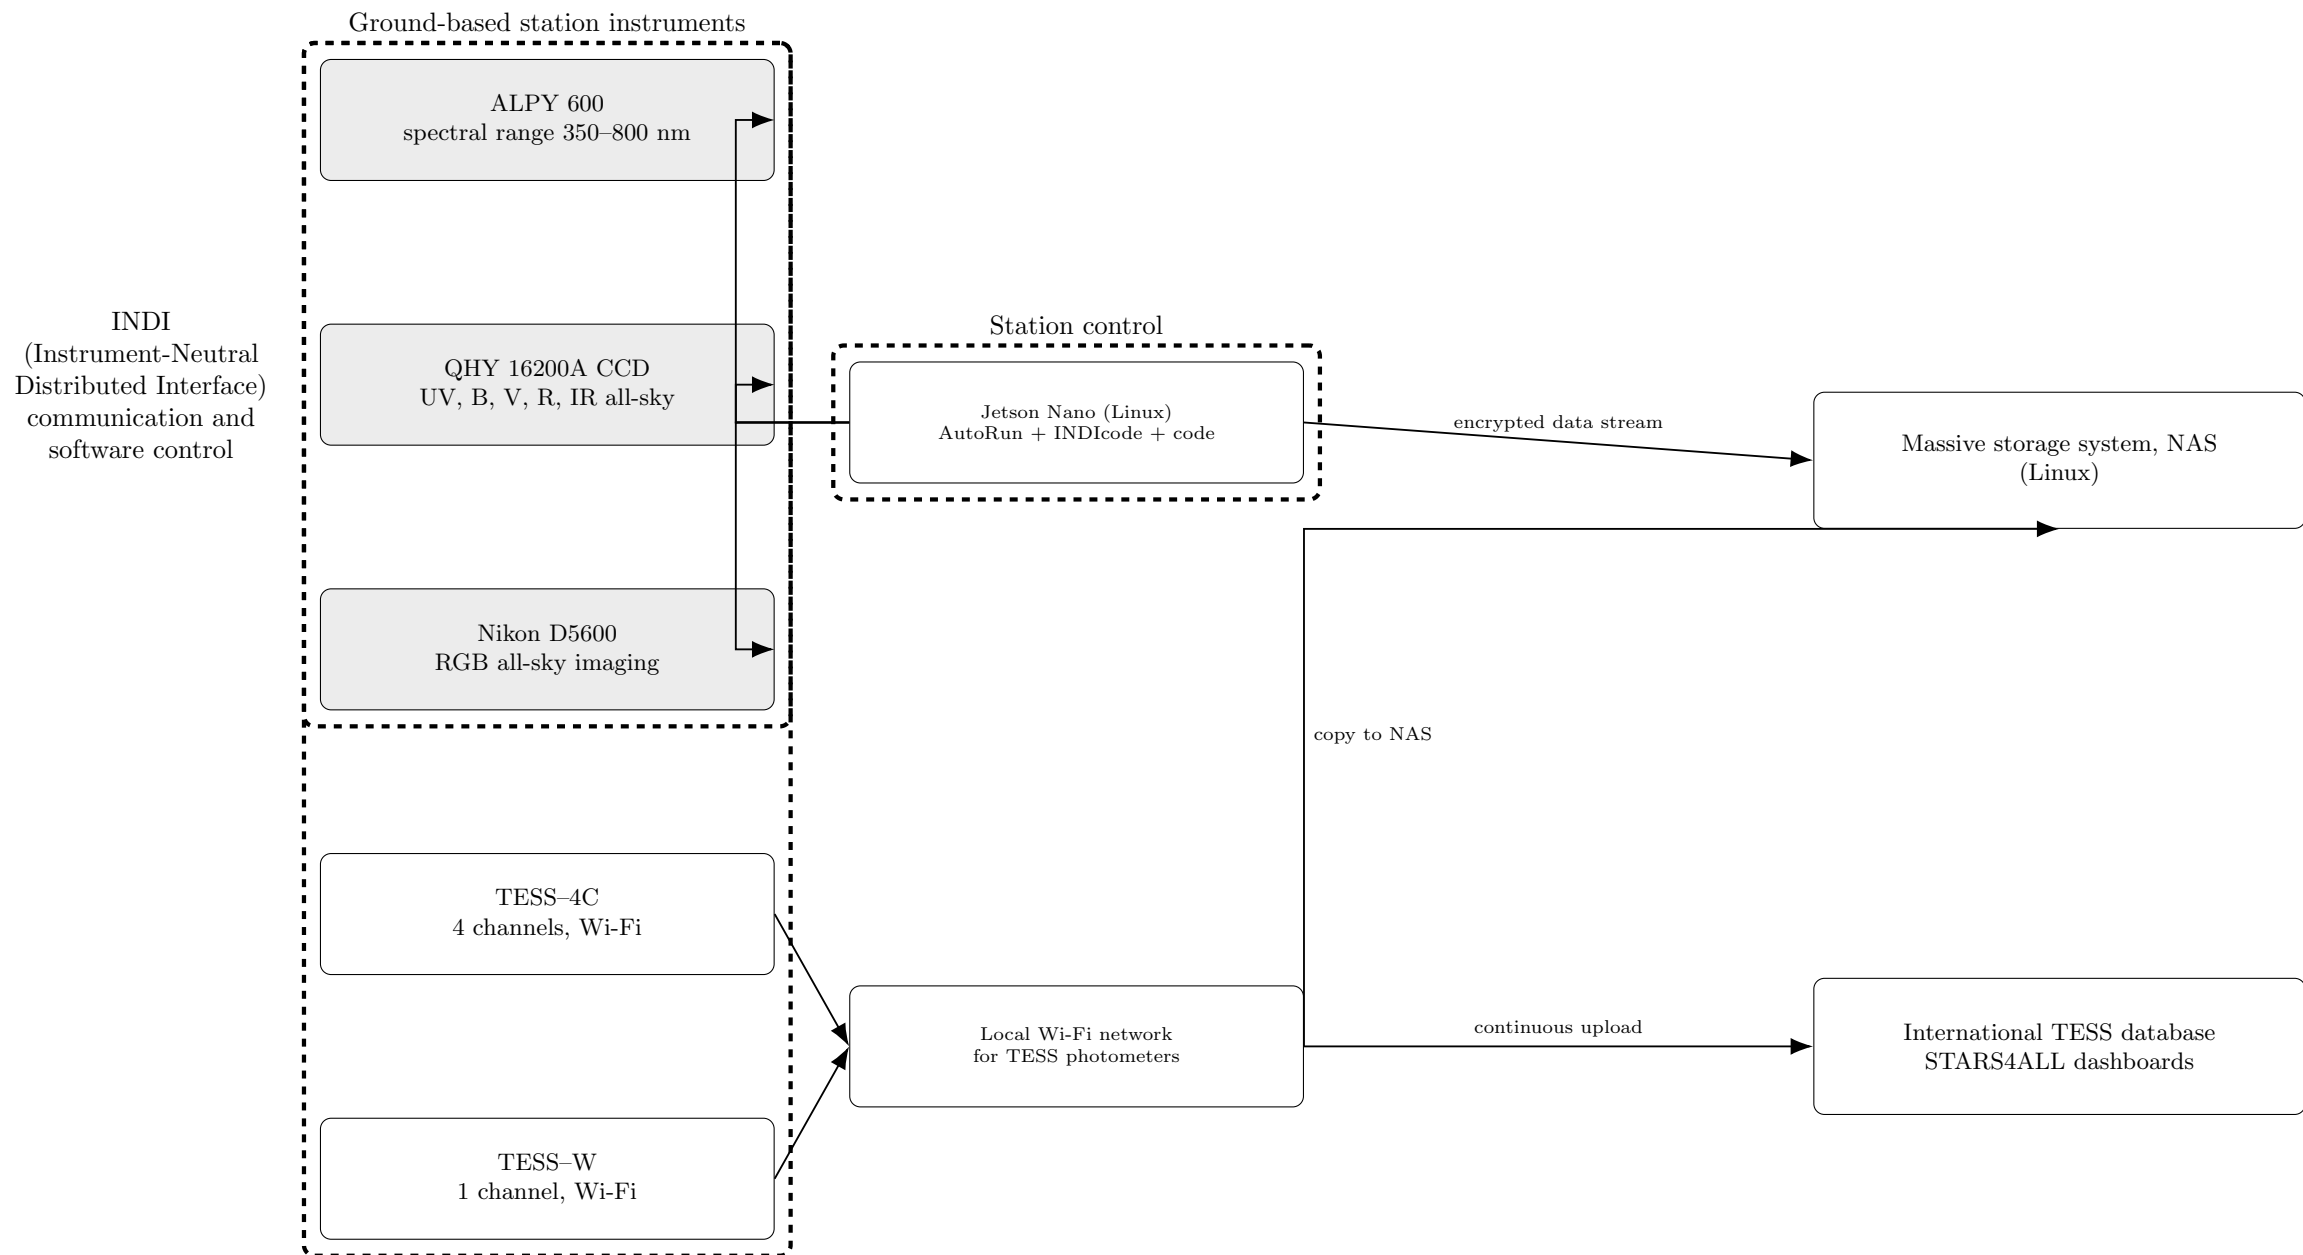 Ground-based station instruments
ALPY 600
spectral range 350–800 nm
INDI
(Instrument-Neutral
Distributed Interface)
communication and
software control
QHY 16200A CCD
UV, B, V, R, IR all-sky
Station control
Jetson Nano (Linux)
AutoRun + INDIcode + code
encrypted data stream
Massive storage system, NAS
(Linux)
Nikon D5600
RGB all-sky imaging
copy to NAS
TESS–4C
4 channels, Wi-Fi
Local Wi-Fi network
for TESS photometers
continuous upload
International TESS database
STARS4ALL dashboards
TESS–W
1 channel, Wi-Fi